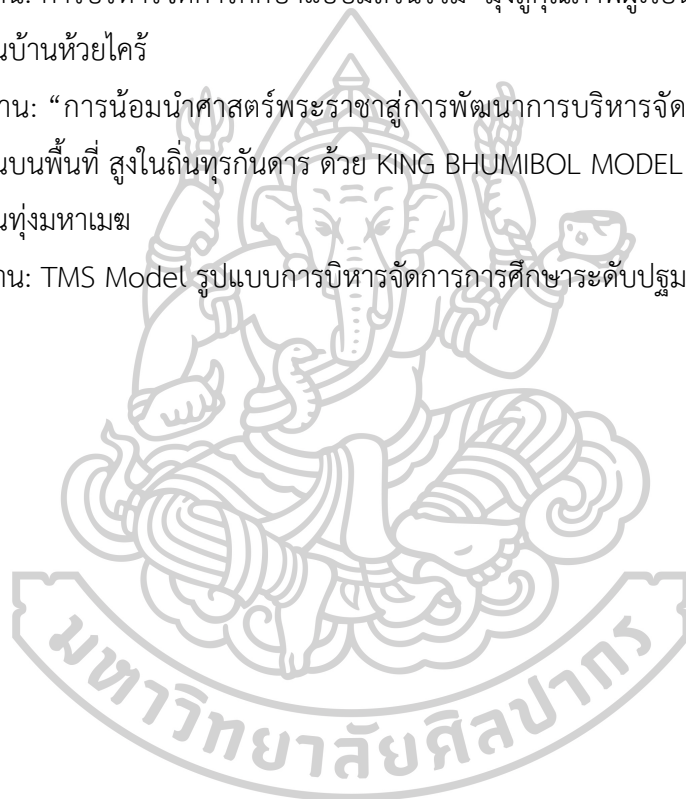 นบ้านห้วยไคร้
าน: “การน้อมนำศาสตร์พระราชาสู่การพัฒนาการบริหารจัด
นบนพื้นที่ สูงในถิ่นทุรกันดาร ด้วย KING BHUMIBOL MODEL
นทุ่งมหาเมฆ
าน: TMS Model รูปแบบการบิหารจัดการการศึกษาระดับปฐม
มหาวิทยาลัยศิลปากร